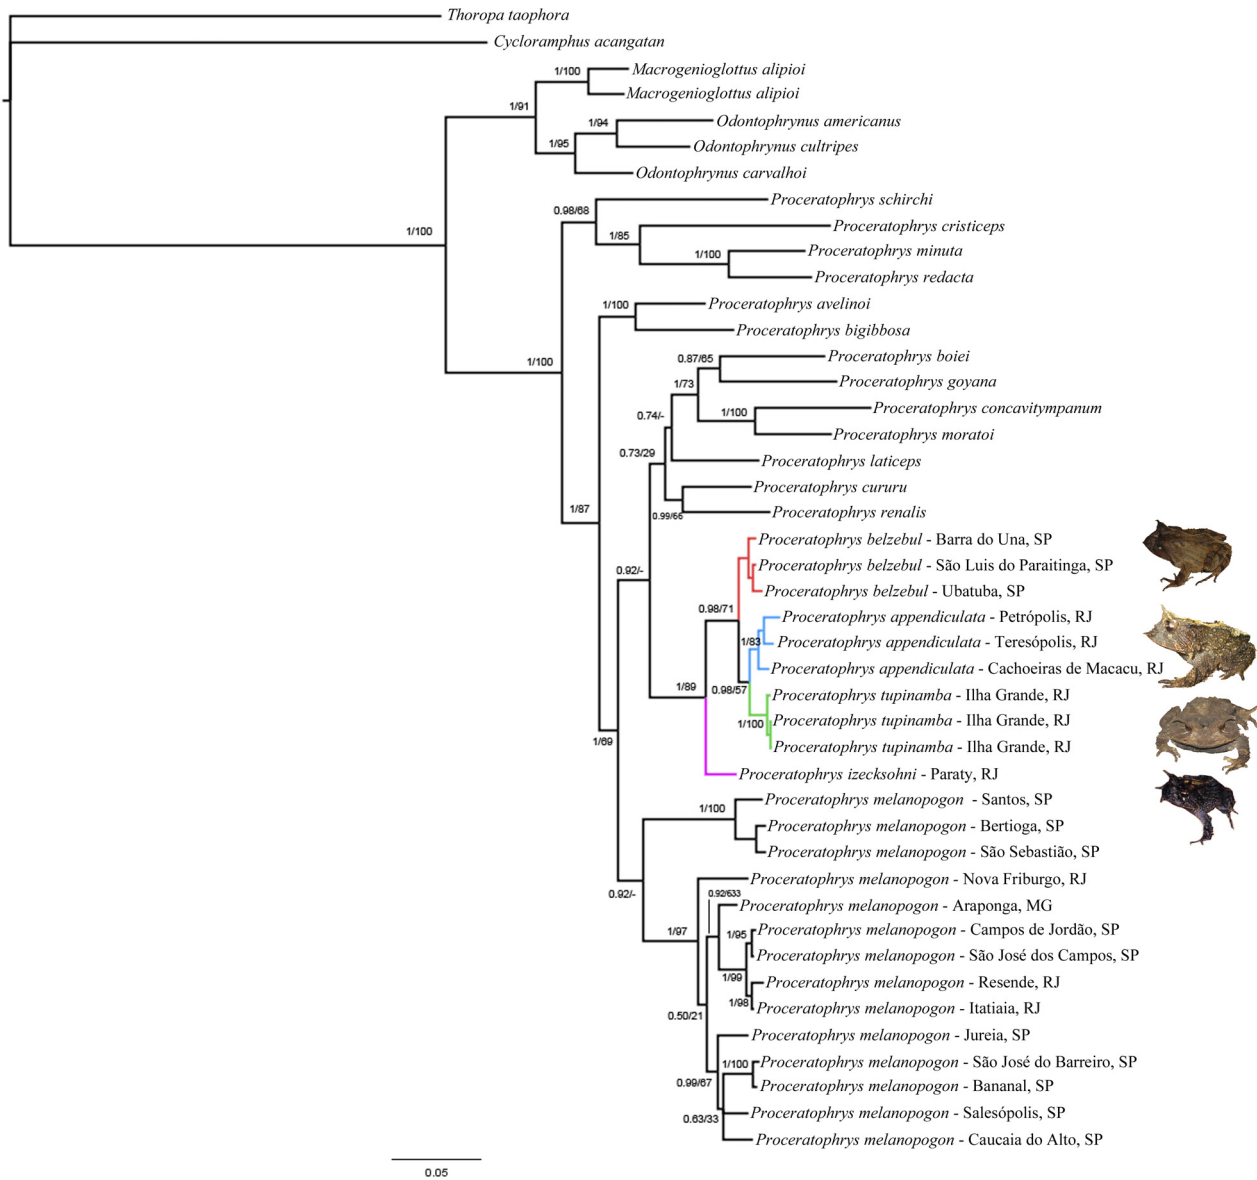 Thoropa taophora
Cycloramphus acangatan
1/100
Macrogenioglottus alipioi
Macrogenioglottus alipioi
1/91
1/94
Odontophrynus americanus
1/95
Odontophrynus cultripes
Odontophrynus carvalhoi
Proceratophrys schirchi
0.98/68
Proceratophrys cristiceps
1/85
1/100
1/100
Proceratophrys minuta
Proceratophrys redacta
1/100
Proceratophrys avelinoi
Proceratophrys bigibbosa
1/100
0.87/65
Proceratophrys boiei
1/73
Proceratophrys goyana
0.74/-
1/100
Proceratophrys concavitympanum
Proceratophrys moratoi
0.73/29
Proceratophrys laticeps
Proceratophrys cururu
1/87
0.99/66
Proceratophrys renalis
Proceratophrys belzebul - Barra do Una, SP
0.92/-
Proceratophrys belzebul - São Luis do Paraitinga, SP
Proceratophrys belzebul - Ubatuba, SP
0.98/71
Proceratophrys appendiculata - Petrópolis, RJ
1/83
Proceratophrys appendiculata - Teresópolis, RJ
Proceratophrys appendiculata - Cachoeiras de Macacu, RJ
1/89
0.98/57
Proceratophrys tupinamba - Ilha Grande, RJ
1/100
Proceratophrys tupinamba - Ilha Grande, RJ
1/69
Proceratophrys tupinamba - Ilha Grande, RJ
Proceratophrys izecksohni - Paraty, RJ
1/100
Proceratophrys melanopogon - Santos, SP
Proceratophrys melanopogon - Bertioga, SP
Proceratophrys melanopogon - São Sebastião, SP
0.92/-
Proceratophrys melanopogon - Nova Friburgo, RJ
0.92/633
Proceratophrys melanopogon - Araponga, MG
1/97
1/95
Proceratophrys melanopogon - Campos de Jordão, SP
Proceratophrys melanopogon - São José dos Campos, SP
1/99
Proceratophrys melanopogon - Resende, RJ
1/98
Proceratophrys melanopogon - Itatiaia, RJ
0.50/21
Proceratophrys melanopogon - Jureia, SP
1/100
Proceratophrys melanopogon - São José do Barreiro, SP
0.99/67
Proceratophrys melanopogon - Bananal, SP
0.63/33
Proceratophrys melanopogon - Salesópolis, SP
Proceratophrys melanopogon - Caucaia do Alto, SP
0.05